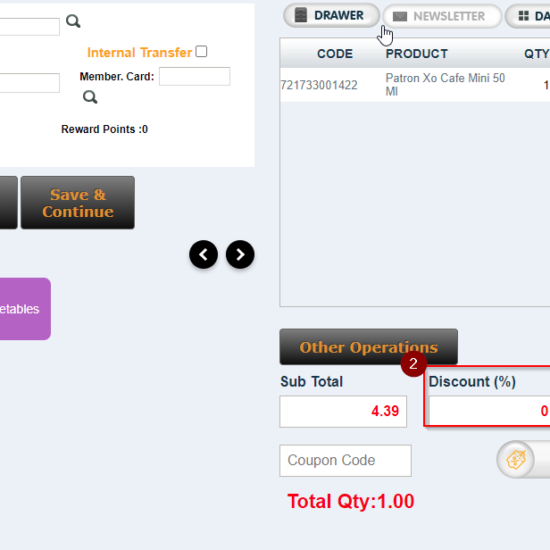 DRAWER
NEWSLETTER
DA
Internal Transfer
Member. Card:
Reward Points :0
CODE PRODUCT QTY
721733001422 Patron Xo Cafe Mini 50 1
Ml
Save &
Continue
etables
Other Operations
2
Sub Total
Discount (%)
4.39
0
Coupon Code
Total Qty:1.00